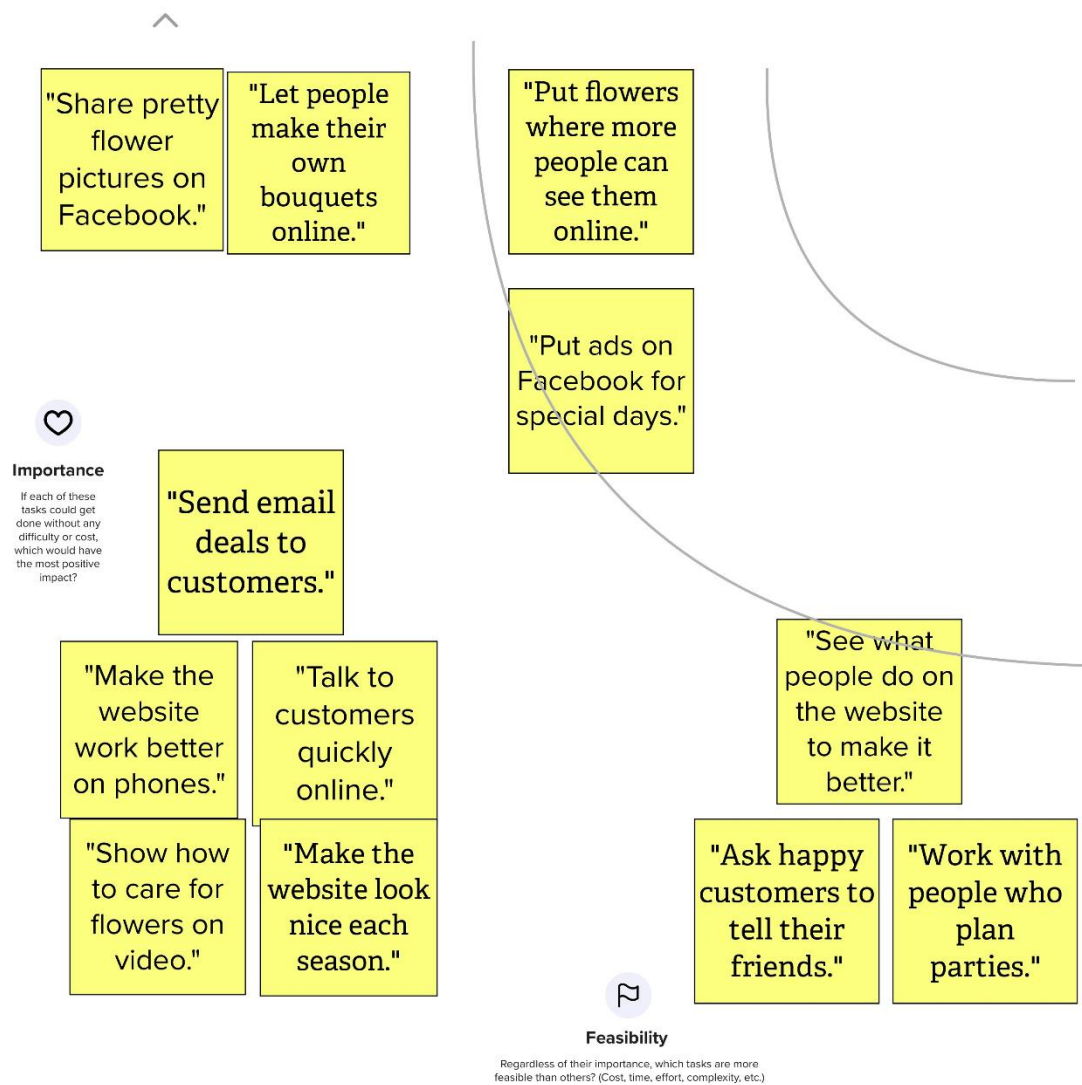 "Share pretty
flower
pictures on
Facebook."
"Let people
make their
own
bouquets
online."
"Put flowers
where more
people can
see them
online."
"Put ads on
Facebook for
special days."
Importance
If each of these
tasks could get
done without any
difficulty or cost,
which would have
the most positive
impact?
"Send email
deals to
customers."
"Make the
website
work better
on phones."
"Talk to
customers
quickly
online."
"See what
people do on
the website
to make it
better."
"Show how
to care for
flowers on
video."
"Make the
website look
nice each
season."
"Ask happy
customers to
tell their
friends."
"Work with
people who
plan
parties."
Feasibility
Regardless of their importance, which tasks are more
feasible than others? (Cost, time, effort, complexity, etc.)